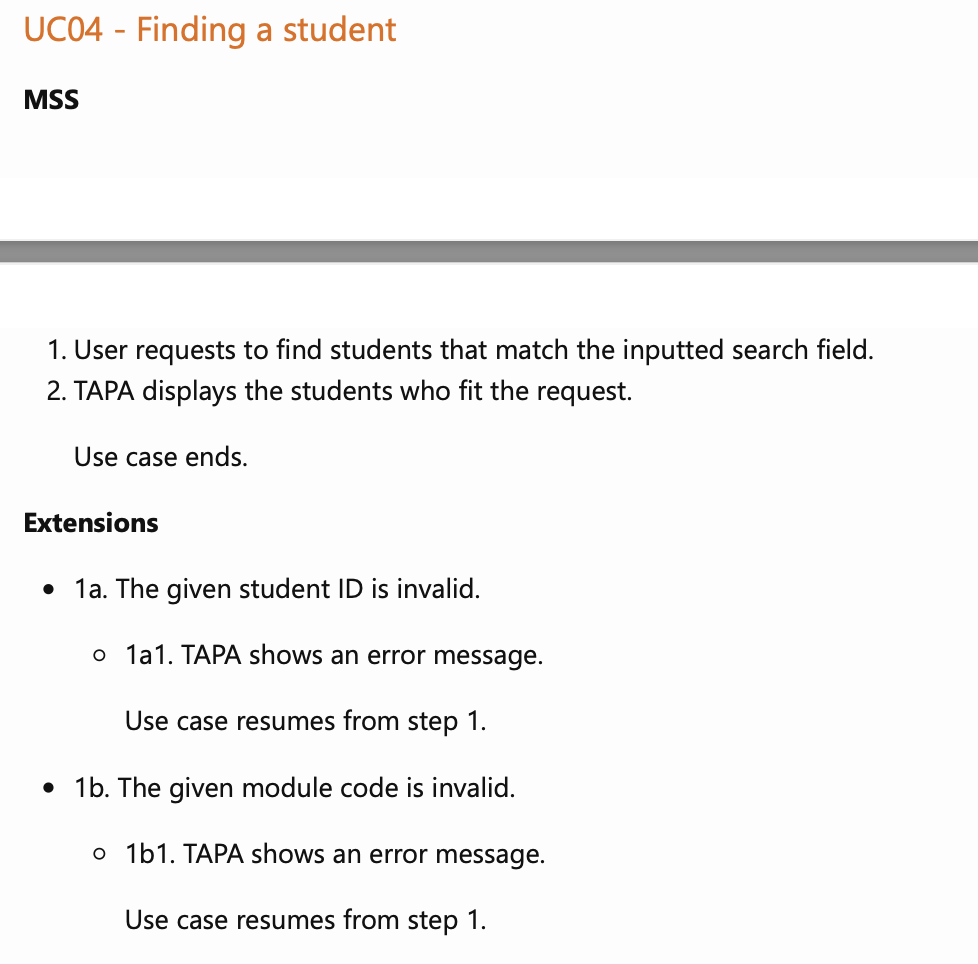 UC04 - Finding a student
MSS
1. User requests to find students that match the inputted search field.
2. TAPA displays the students who fit the request.
Use case ends.
Extensions
• 1a. The given student ID is invalid.
○ 1a1. TAPA shows an error message.
Use case resumes from step 1.
• 1b. The given module code is invalid.
○ 1b1. TAPA shows an error message.
Use case resumes from step 1.